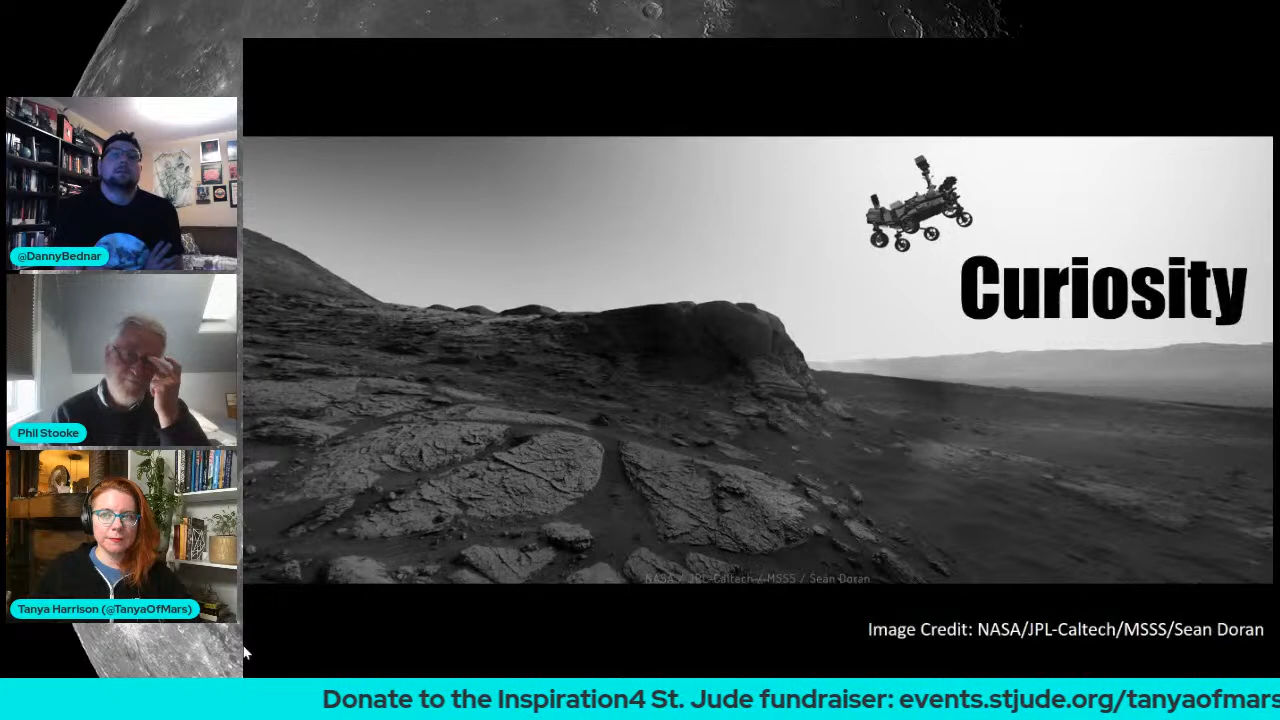 @DannyBednar
Phil Stooke
Tanya Harrison (@TanyaOfMars)
Curiosity
NASA / JPL-Caltech / MSSS / Sean Doran
Image Credit: NASA/JPL-Caltech/MSSS/Sean Doran
Donate to the Inspiration4 St. Jude fundraiser: events.stjude.org/tanyaofmars